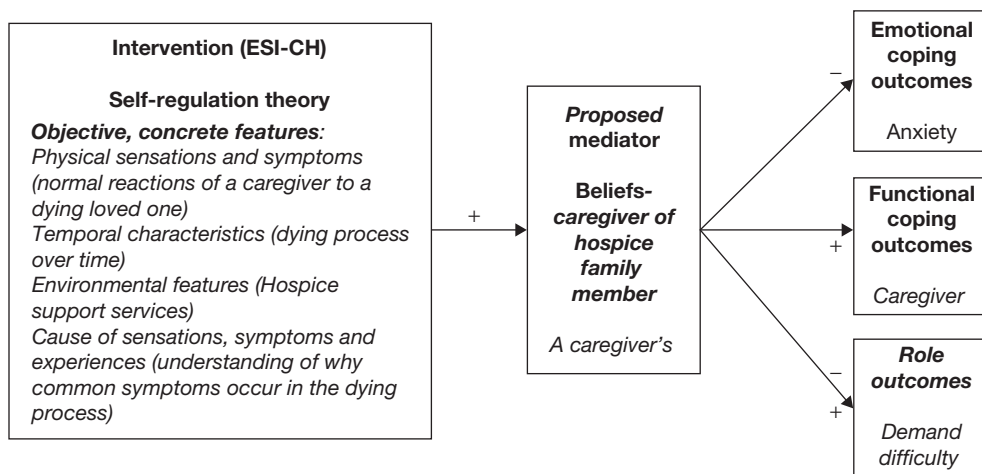 Intervention (ESI-CH)
Self-regulation theory
Objective, concrete features:
Physical sensations and symptoms
(normal reactions of a caregiver to a
dying loved one)
Temporal characteristics (dying process
over time)
Environmental features (Hospice
support services)
Cause of sensations, symptoms and
experiences (understanding of why
common symptoms occur in the dying
process)
+
Proposed
mediator
Beliefs-
caregiver of
hospice
family
member
A caregiver's
−
Emotional
coping
outcomes
Anxiety
+
Functional
coping
outcomes
Caregiver
−
+
Role
outcomes
Demand
difficulty